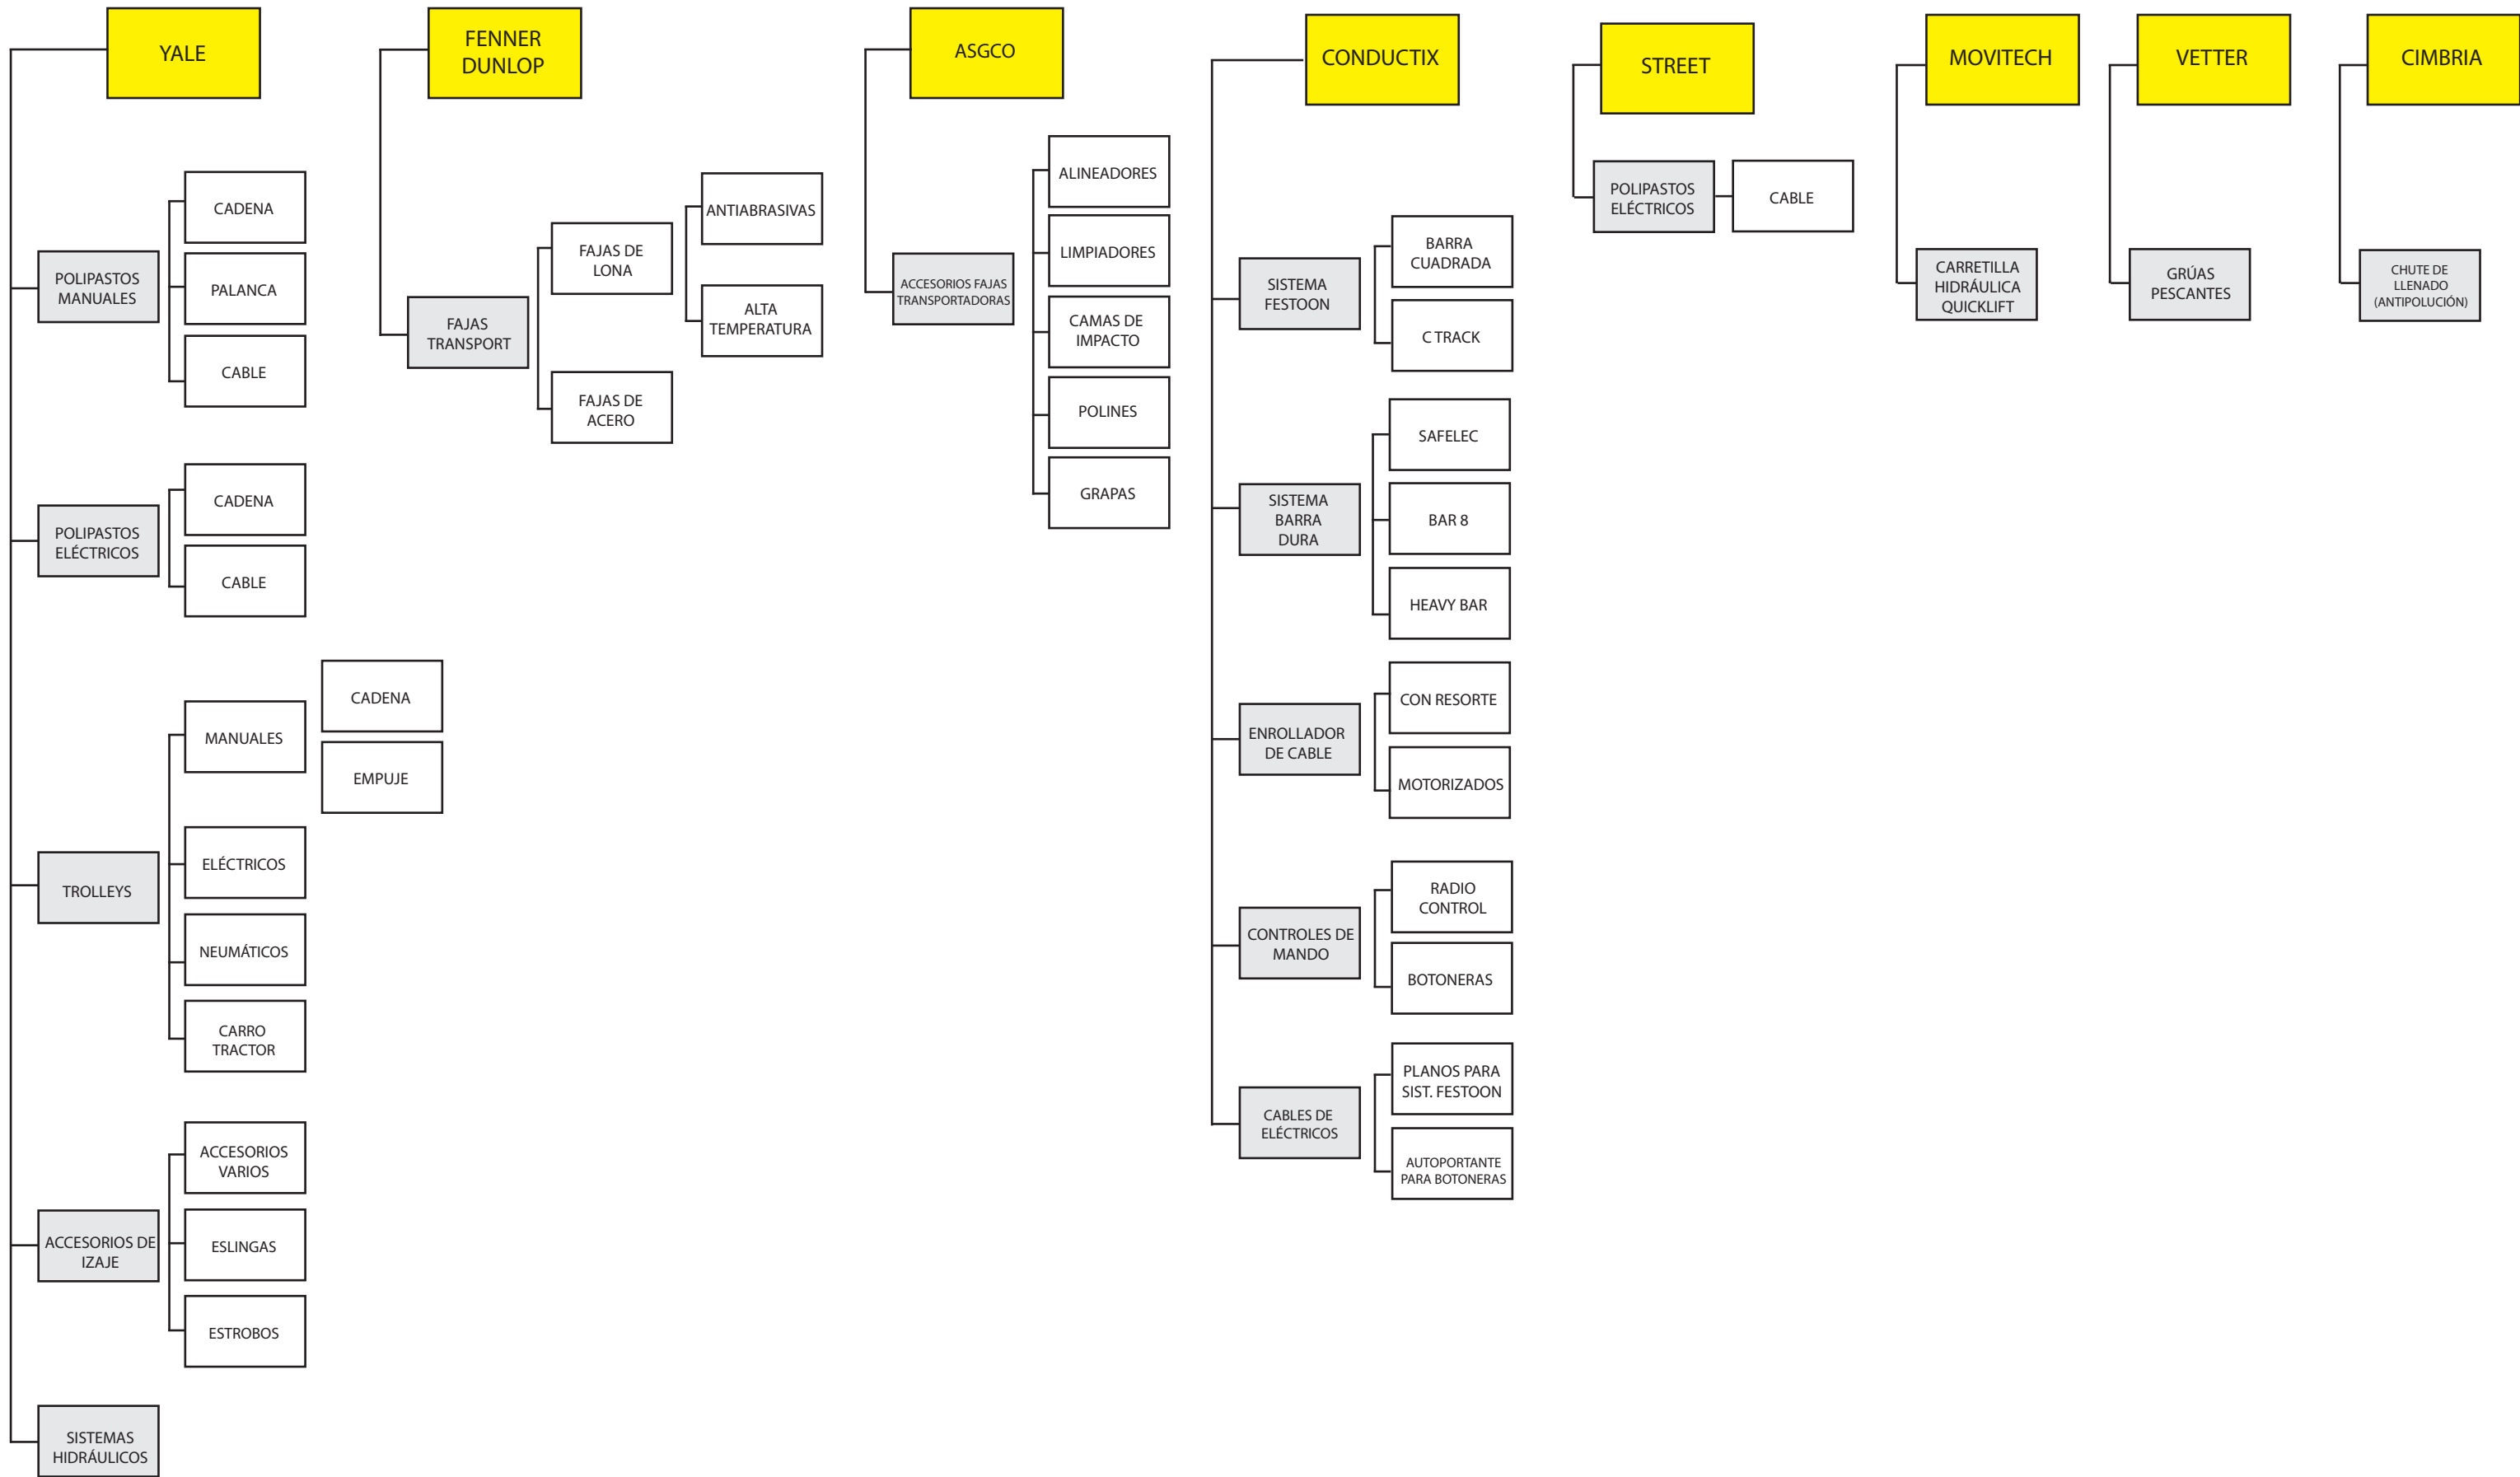 YALE
POLIPASTOS
MANUALES
CADENA
PALANCA
CABLE
POLIPASTOS
ELÉCTRICOS
CADENA
CABLE
TROLLEYS
MANUALES
CADENA
EMPUJE
ELÉCTRICOS
NEUMÁTICOS
CARRO
TRACTOR
ACCESORIOS DE
IZAJE
ACCESORIOS
VARIOS
ESLINGAS
ESTROBOS
SISTEMAS
HIDRÁULICOS
FENNER
DUNLOP
FAJAS
TRANSPORT
FAJAS DE
LONA
ANTIABRASIVAS
ALTA
TEMPERATURA
FAJAS DE
ACERO
ASGCO
ACCESORIOS FAJAS
TRANSPORTADORAS
ALINEADORES
LIMPIADORES
CAMAS DE
IMPACTO
POLINES
GRAPAS
CONDUCTIX
SISTEMA
FESTOON
BARRA
CUADRADA
C TRACK
SISTEMA
BARRA
DURA
SAFELEC
BAR 8
HEAVY BAR
ENROLLADOR
DE CABLE
CON RESORTE
MOTORIZADOS
CONTROLES DE
MANDO
RADIO
CONTROL
BOTONERAS
CABLES DE
ELÉCTRICOS
PLANOS PARA
SIST. FESTOON
AUTOPORTANTE
PARA BOTONERAS
STREET
POLIPASTOS
ELÉCTRICOS
CABLE
MOVITECH
CARRETILLA
HIDRÁULICA
QUICKLIFT
VETTER
GRÚAS
PESCANTES
CIMBRIA
CHUTE DE
LLENADO
(ANTIPOLUCIÓN)